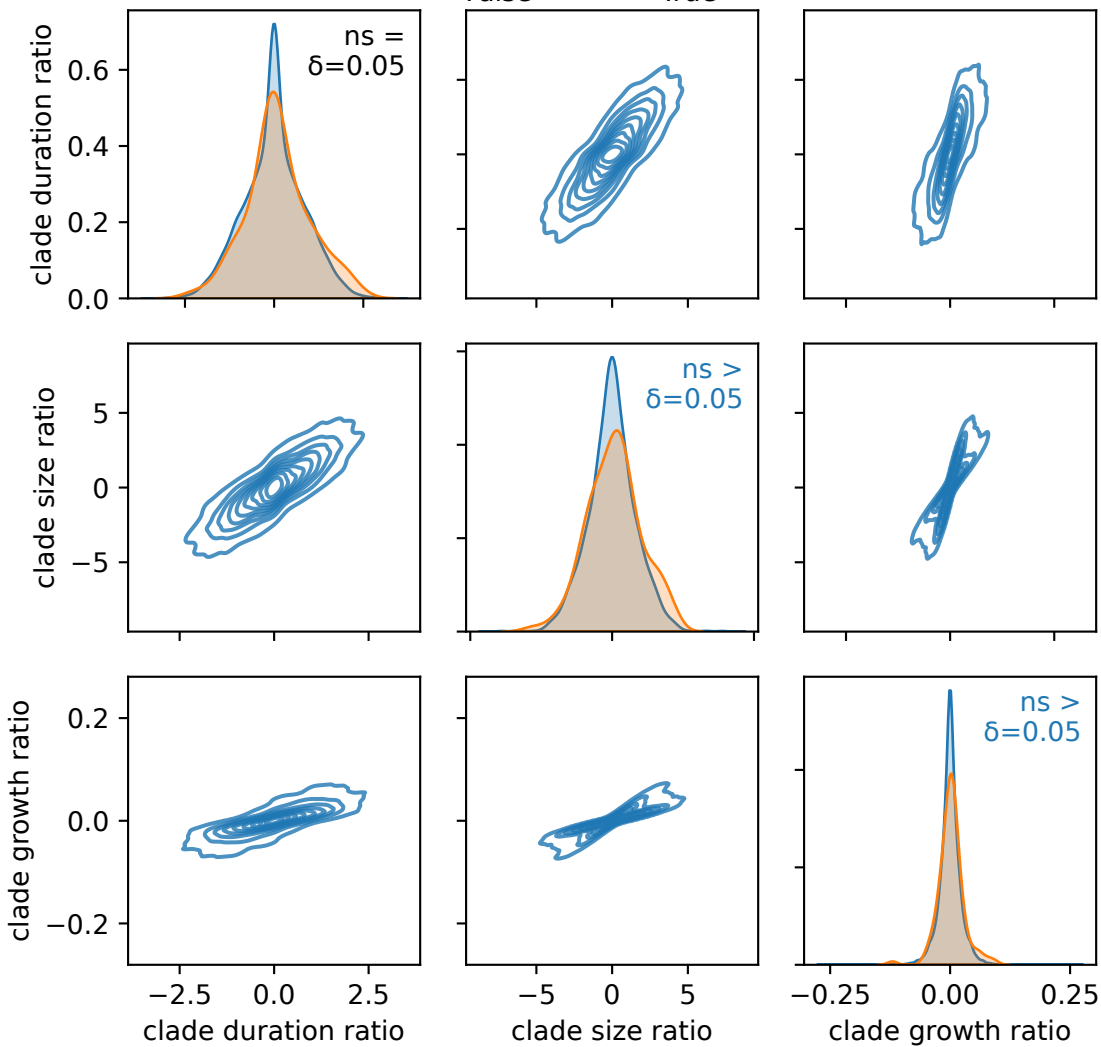 ns =
δ=0.05
clade duration ratio
0.6
0.4
0.2
0.0
ns >
δ=0.05
clade size ratio
5
0
−5
ns >
δ=0.05
clade growth ratio
0.2
0.0
−0.2
−2.5 0.0 2.5
−5 0 5
−0.25 0.00 0.25
clade duration ratio
clade size ratio
clade growth ratio